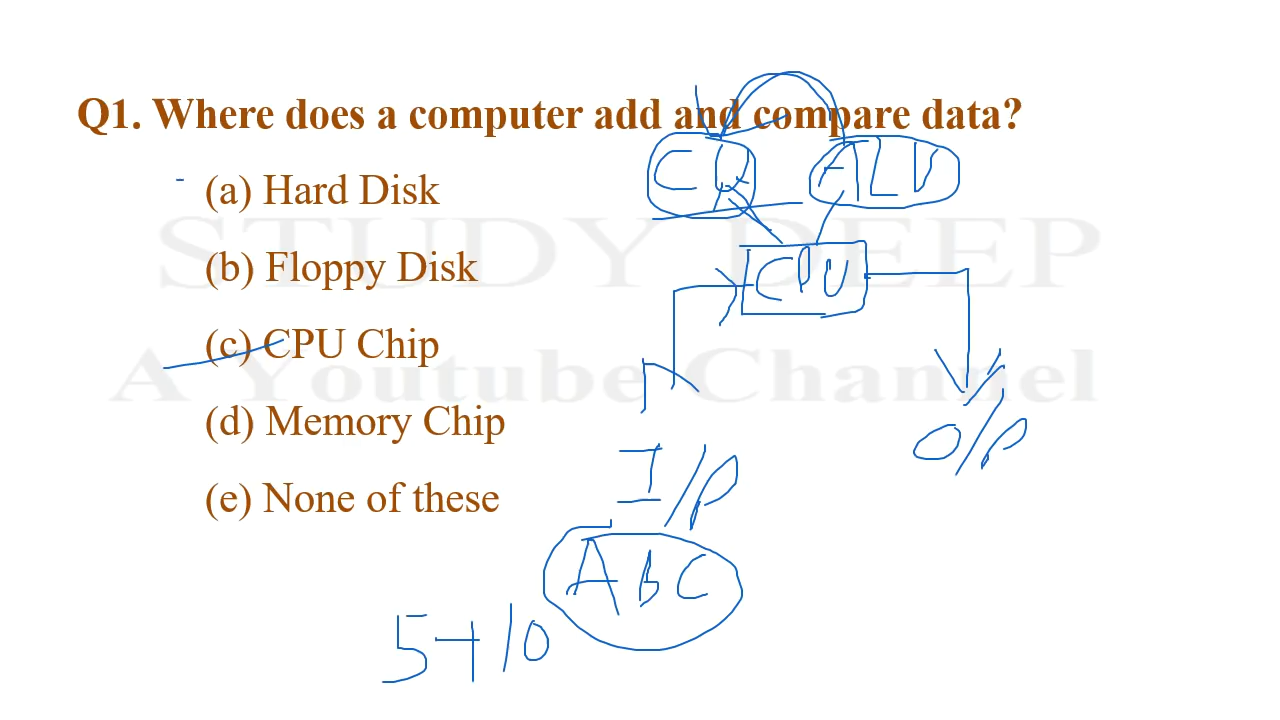 Q1. Where does a computer add and compare data?
CU ALU
(a) Hard Disk
STUDY DEEP
(b) Floppy Disk
CPU
(c) CPU Chip
A Youtube Channel
(d) Memory Chip
O/P
I/P
(e) None of these
ABC
5+10